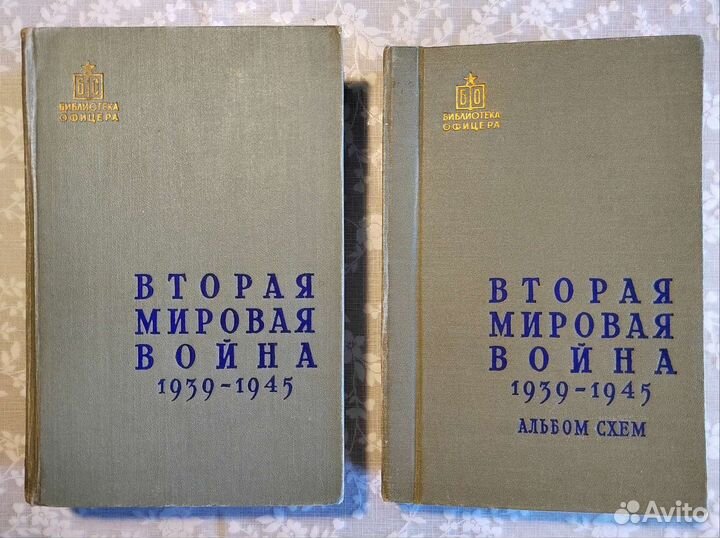 БО
БИБЛИОТЕКА
ОФИЦЕРА
ВТОРАЯ
МИРОВАЯ
ВОЙНА
1939-1945
БО
БИБЛИОТЕКА
ОФИЦЕРА
ВТОРАЯ
МИРОВАЯ
ВОЙНА
1939-1945
АЛЬБОМ СХЕМ
Avito